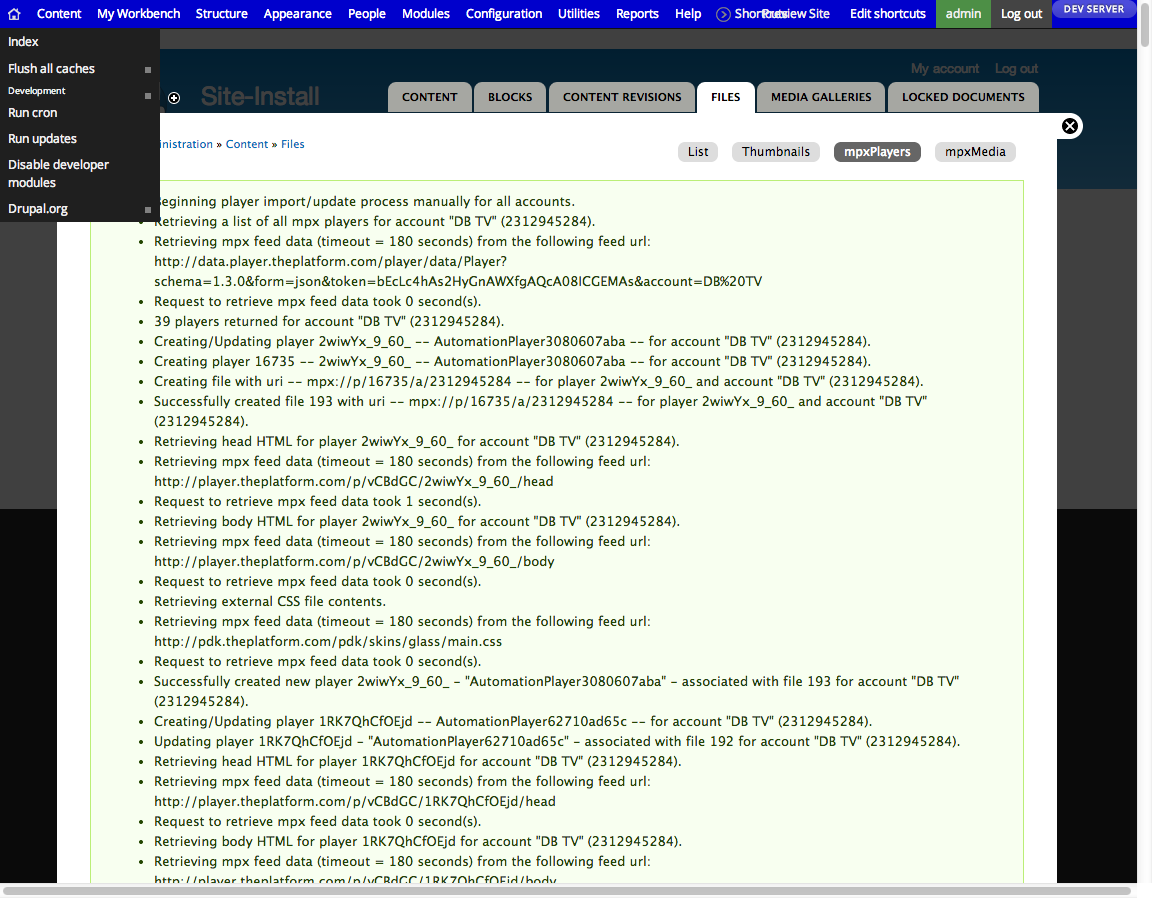 Content My Workbench Structure Appearance People Modules Configuration Utilities Reports Help Shortcuts Preview Site Edit shortcuts admin Log out DEV SERVER
Index
Flush all caches
Development
Run cron
Run updates
Disable developer
modules
Drupal.org
My account Log out
Site-Install
CONTENT BLOCKS CONTENT REVISIONS FILES MEDIA GALLERIES LOCKED DOCUMENTS
inistration » Content » Files
List Thumbnails mpxPlayers mpxMedia
Beginning player import/update process manually for all accounts.
• Retrieving a list of all mpx players for account "DB TV" (2312945284).
• Retrieving mpx feed data (timeout = 180 seconds) from the following feed url:
http://data.player.theplatform.com/player/data/Player?
schema=1.3.0&form=json&token=bEcLc4hAs2HyGnAWXfgAQcA08lCGEMAs&account=DB%20TV
• Request to retrieve mpx feed data took 0 second(s).
• 39 players returned for account "DB TV" (2312945284).
• Creating/Updating player 2wiwYx_9_60_ -- AutomationPlayer3080607aba -- for account "DB TV" (2312945284).
• Creating player 16735 -- 2wiwYx_9_60_ -- AutomationPlayer3080607aba -- for account "DB TV" (2312945284).
• Creating file with uri -- mpx://p/16735/a/2312945284 -- for player 2wiwYx_9_60_ and account "DB TV" (2312945284).
• Successfully created file 193 with uri -- mpx://p/16735/a/2312945284 -- for player 2wiwYx_9_60_ and account "DB TV"
(2312945284).
• Retrieving head HTML for player 2wiwYx_9_60_ for account "DB TV" (2312945284).
• Retrieving mpx feed data (timeout = 180 seconds) from the following feed url:
http://player.theplatform.com/p/vCBdGC/2wiwYx_9_60_/head
• Request to retrieve mpx feed data took 1 second(s).
• Retrieving body HTML for player 2wiwYx_9_60_ for account "DB TV" (2312945284).
• Retrieving mpx feed data (timeout = 180 seconds) from the following feed url:
http://player.theplatform.com/p/vCBdGC/2wiwYx_9_60_/body
• Request to retrieve mpx feed data took 0 second(s).
• Retrieving external CSS file contents.
• Retrieving mpx feed data (timeout = 180 seconds) from the following feed url:
http://pdk.theplatform.com/pdk/skins/glass/main.css
• Request to retrieve mpx feed data took 0 second(s).
• Successfully created new player 2wiwYx_9_60_ - "AutomationPlayer3080607aba" - associated with file 193 for account "DB TV"
(2312945284).
• Creating/Updating player 1RK7QhCfOEjd -- AutomationPlayer62710ad65c -- for account "DB TV" (2312945284).
• Updating player 1RK7QhCfOEjd - "AutomationPlayer62710ad65c" - associated with file 192 for account "DB TV" (2312945284).
• Retrieving head HTML for player 1RK7QhCfOEjd for account "DB TV" (2312945284).
• Retrieving mpx feed data (timeout = 180 seconds) from the following feed url:
http://player.theplatform.com/p/vCBdGC/1RK7QhCfOEjd/head
• Request to retrieve mpx feed data took 0 second(s).
• Retrieving body HTML for player 1RK7QhCfOEjd for account "DB TV" (2312945284).
• Retrieving mpx feed data (timeout = 180 seconds) from the following feed url:
http://player.theplatform.com/p/vCBdGC/1RK7QhCfOEjd/body